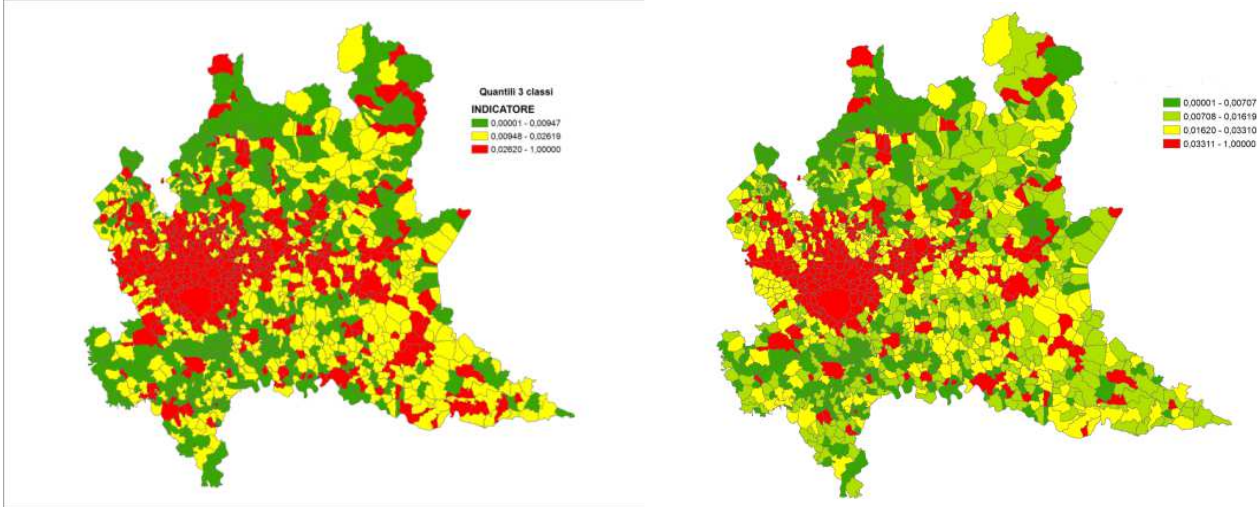 Quantili 3 classi
INDICATORE
0,00001 - 0,00947
0,00948 - 0,02619
0,02620 - 1,00000
0,00001 - 0,00707
0,00708 - 0,01619
0,01620 - 0,03310
0,03311 - 1,00000